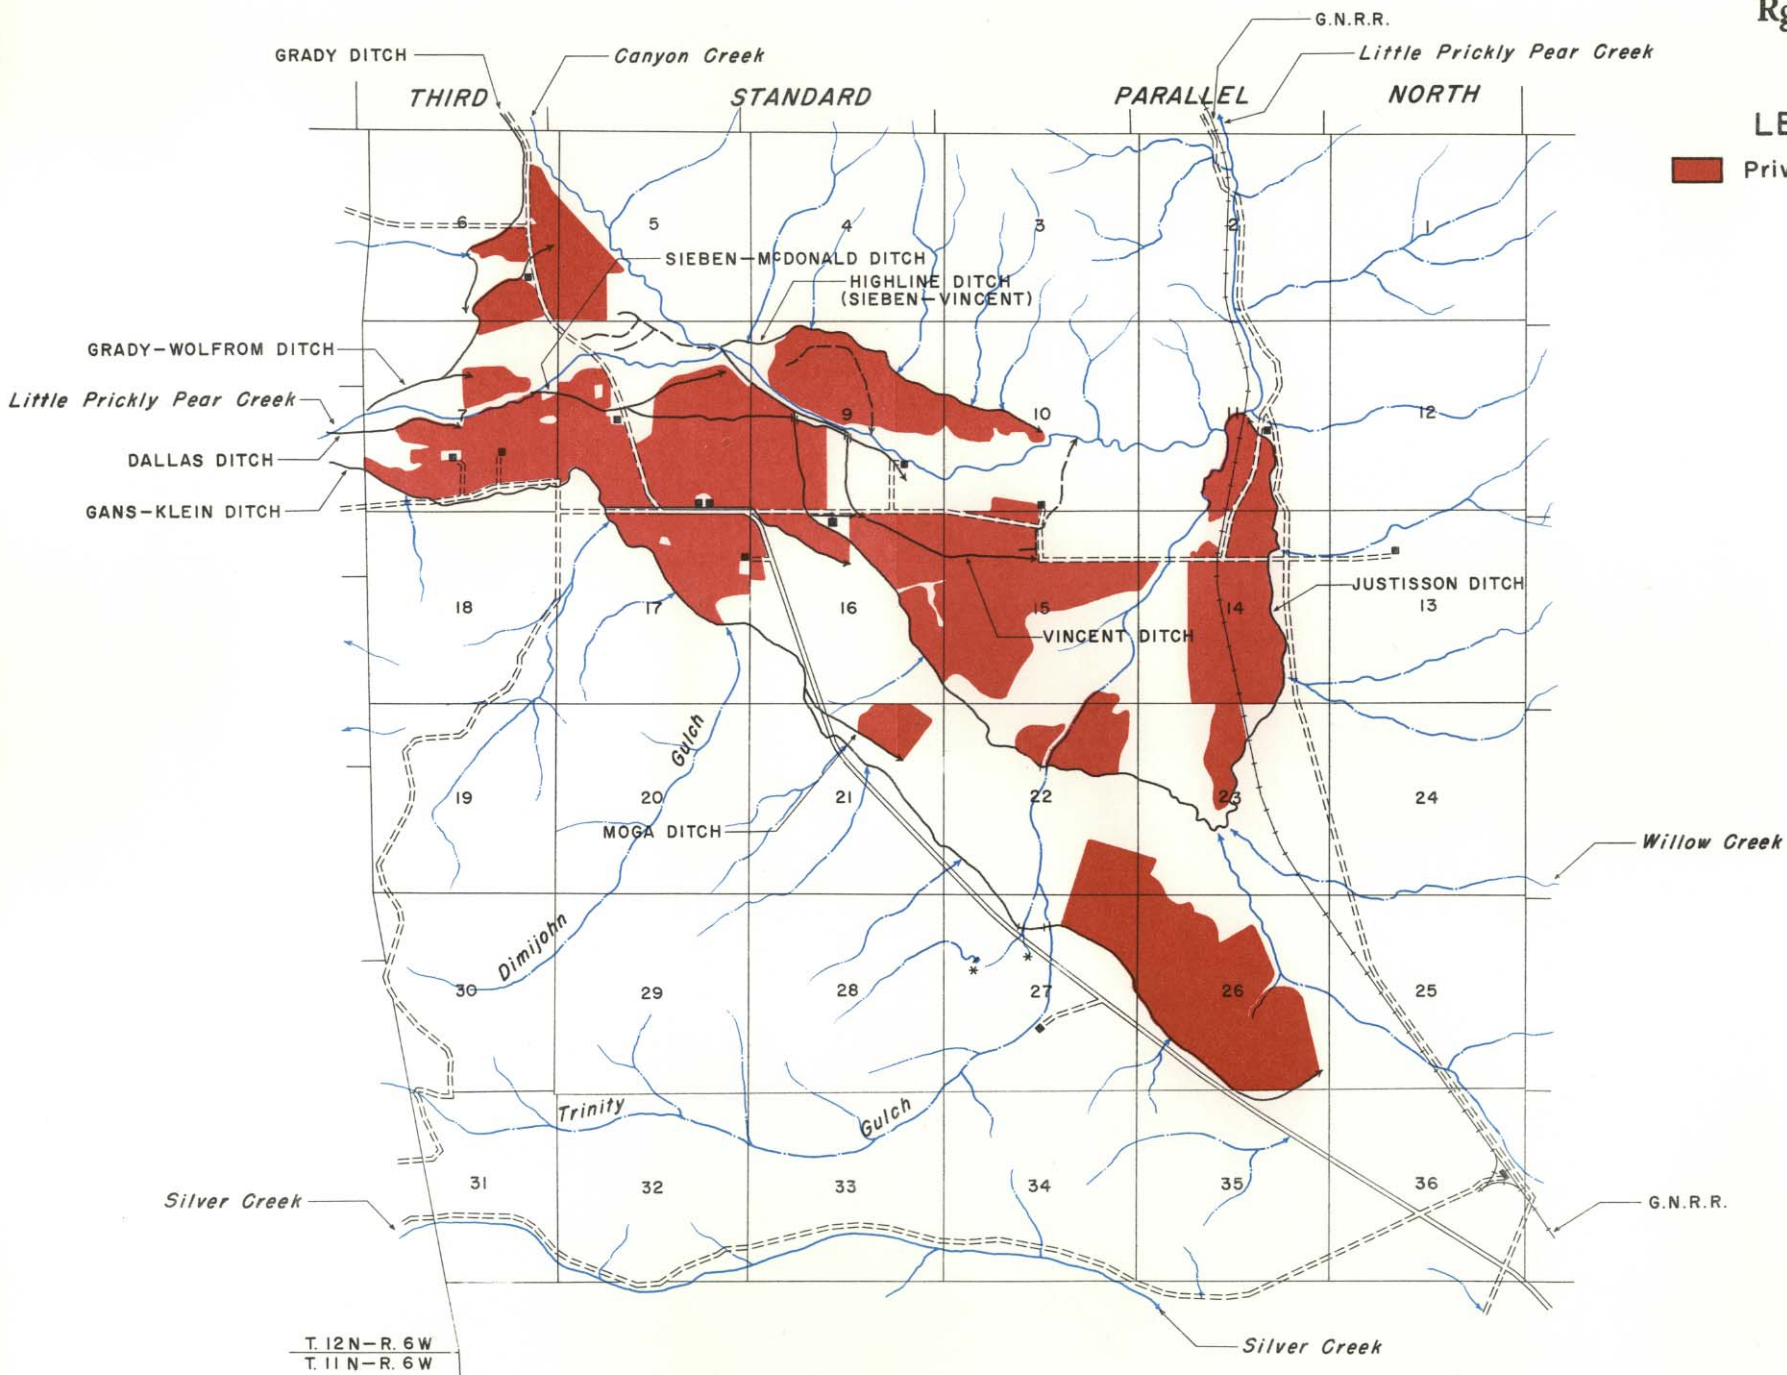 Rg
G.N.R.R.
GRADY DITCH
Canyon Creek
Little Prickly Pear Creek
THIRD STANDARD PARALLEL NORTH
LE
Priv
6
5
4
3
2
1
SIEBEN-McDONALD DITCH
HIGHLINE DITCH
(SIEBEN-VINCENT)
GRADY-WOLFROM DITCH
Little Prickly Pear Creek
7
9
10
11
12
DALLAS DITCH
GANS-KLEIN DITCH
JUSTISSON DITCH
18
17
16
15
14
13
VINCENT DITCH
Gulch
19
20
21
22
23
24
MOGA DITCH
Willow Creek
Dimijohn
*
*
30
29
28
27
26
25
Trinity
Gulch
31
32
33
34
35
36
Silver Creek
G.N.R.R.
T. 12 N-R. 6 W
T. 11 N-R. 6 W
Silver Creek